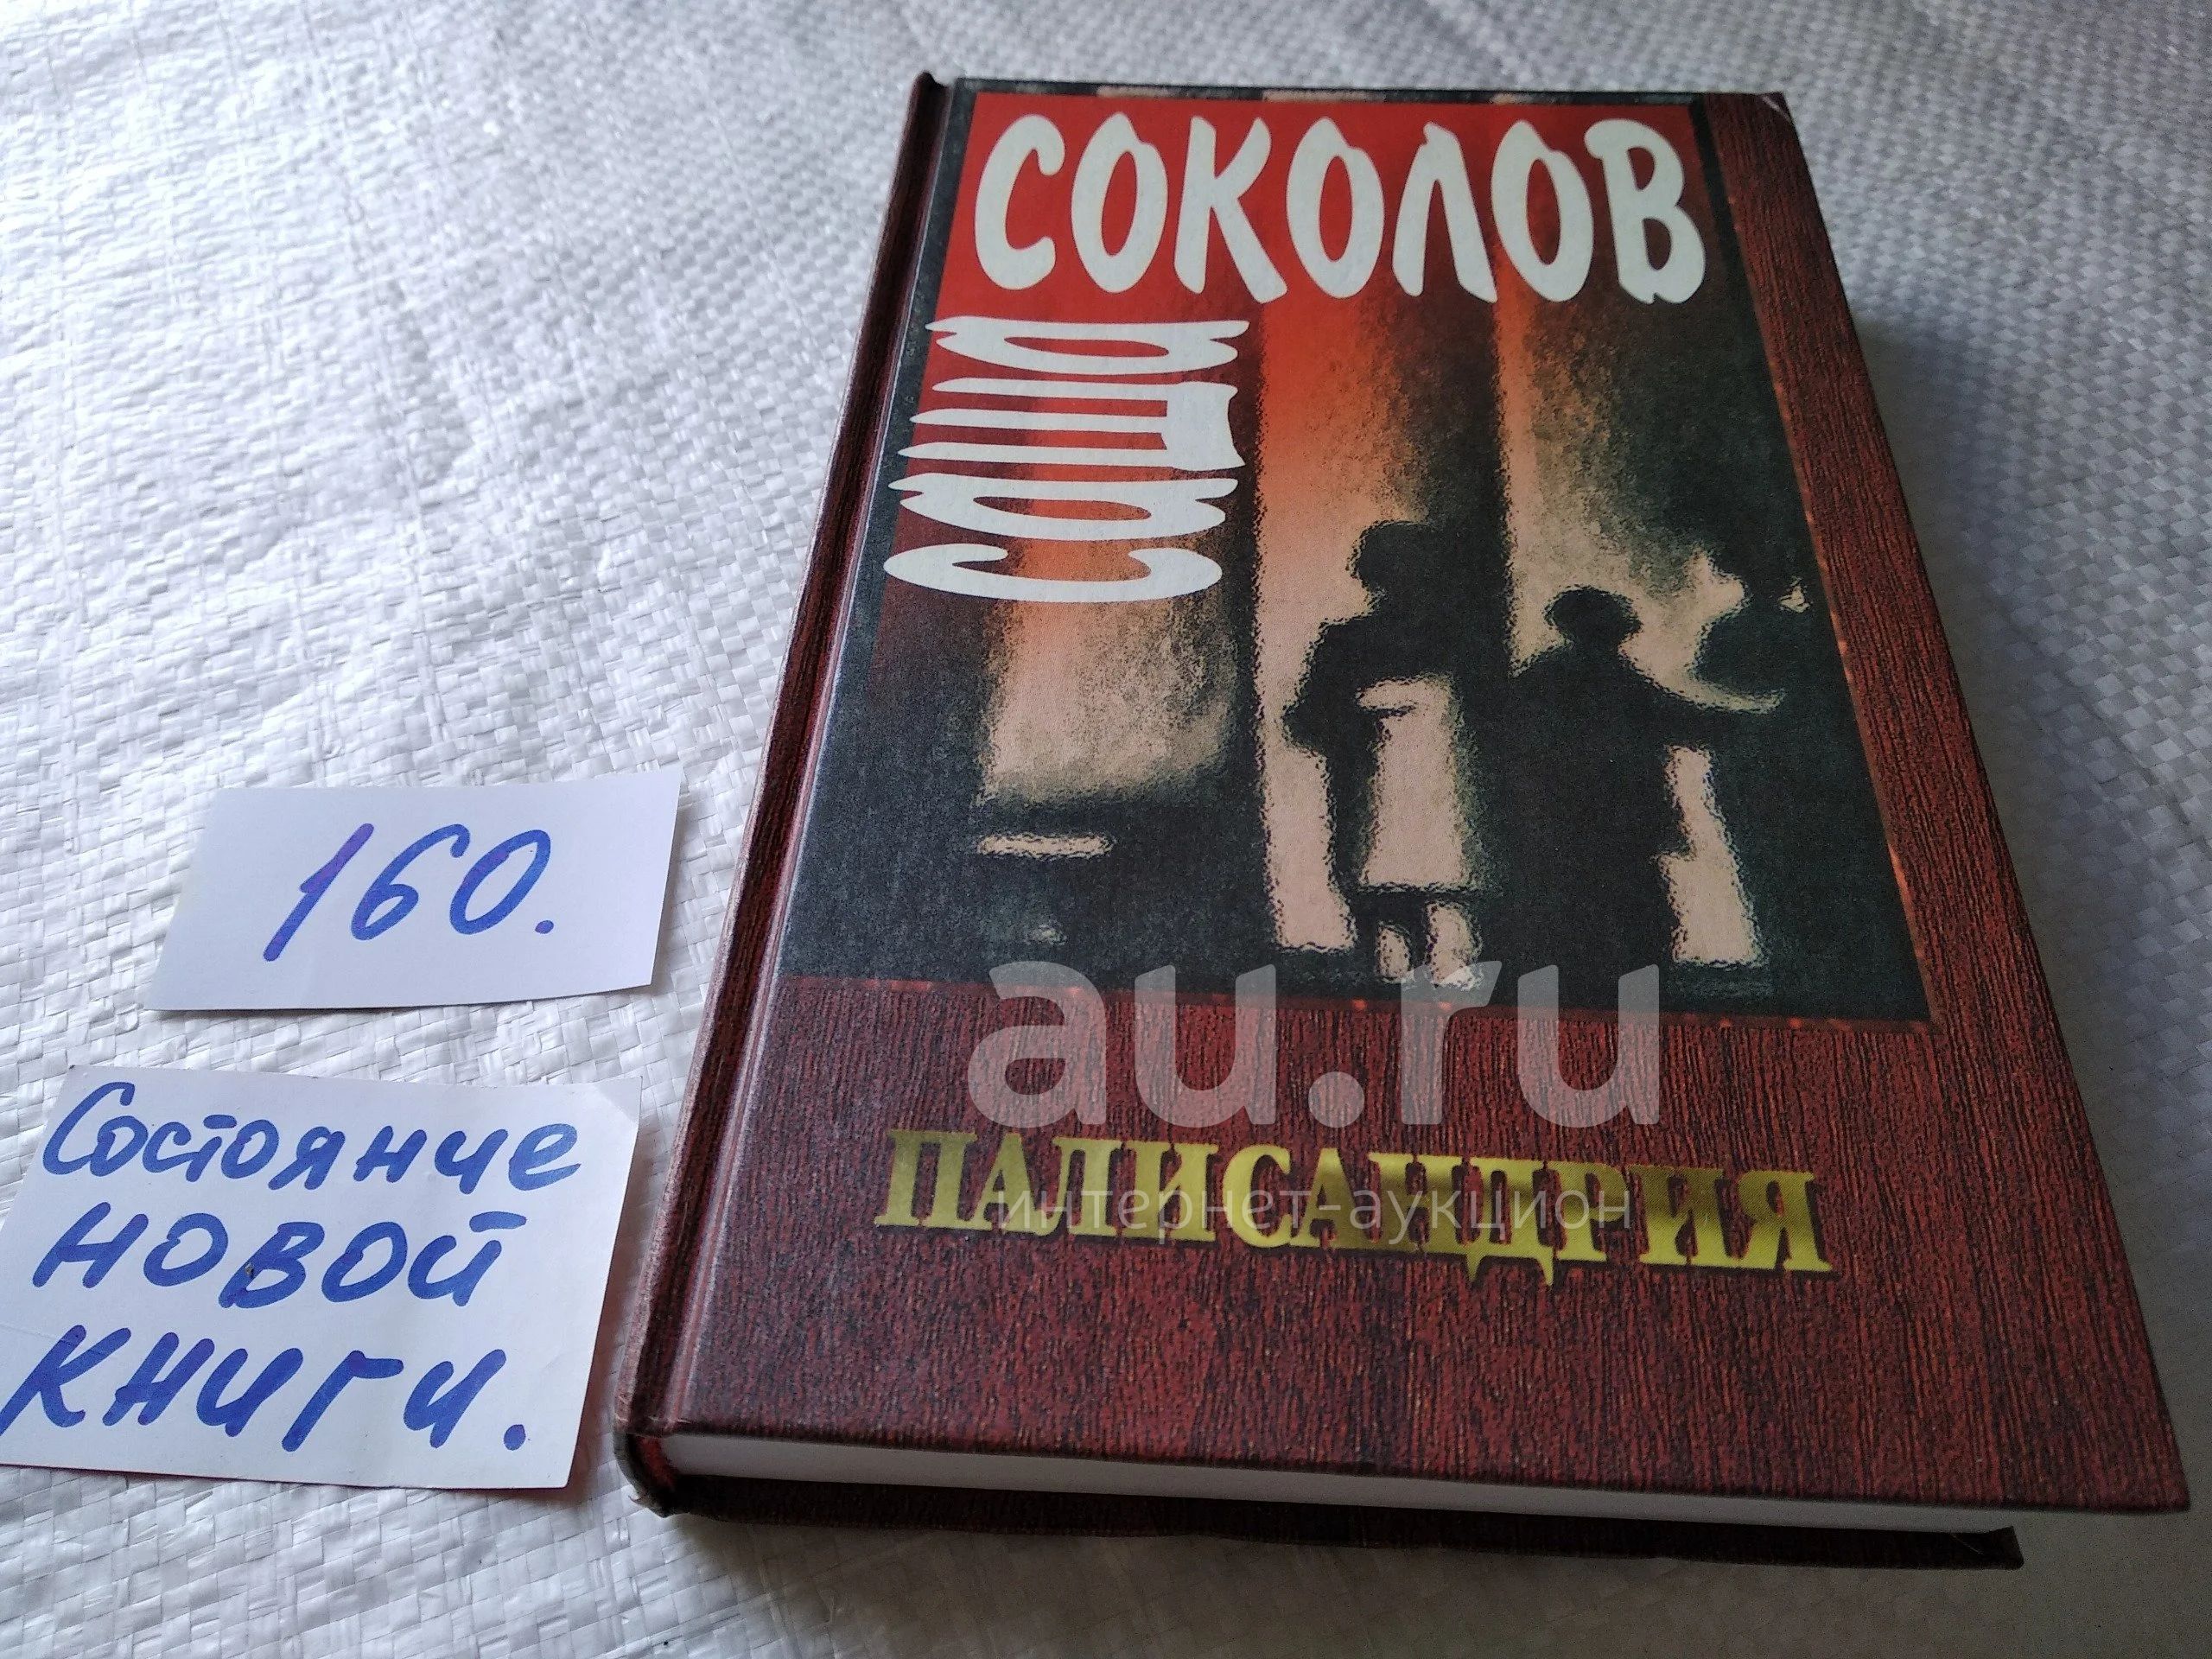 СОКОЛОВ
САША
160.
au.ru
ПАЛИСАНДРИЯ
интернет-аукцион
Состояние
новой
книги.